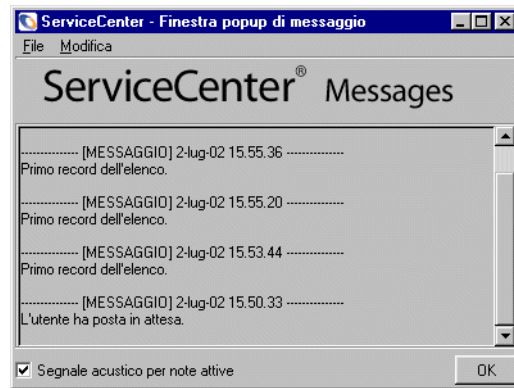 ServiceCenter - Finestra popup di messaggio
File Modifica
ServiceCenter® Messages
-------------- [MESSAGGIO] 2-lug-02 15.55.36 --------------
Primo record dell'elenco.
-------------- [MESSAGGIO] 2-lug-02 15.55.20 --------------
Primo record dell'elenco.
-------------- [MESSAGGIO] 2-lug-02 15.53.44 --------------
Primo record dell'elenco.
-------------- [MESSAGGIO] 2-lug-02 15.50.33 --------------
L'utente ha posta in attesa.
Segnale acustico per note attive
OK